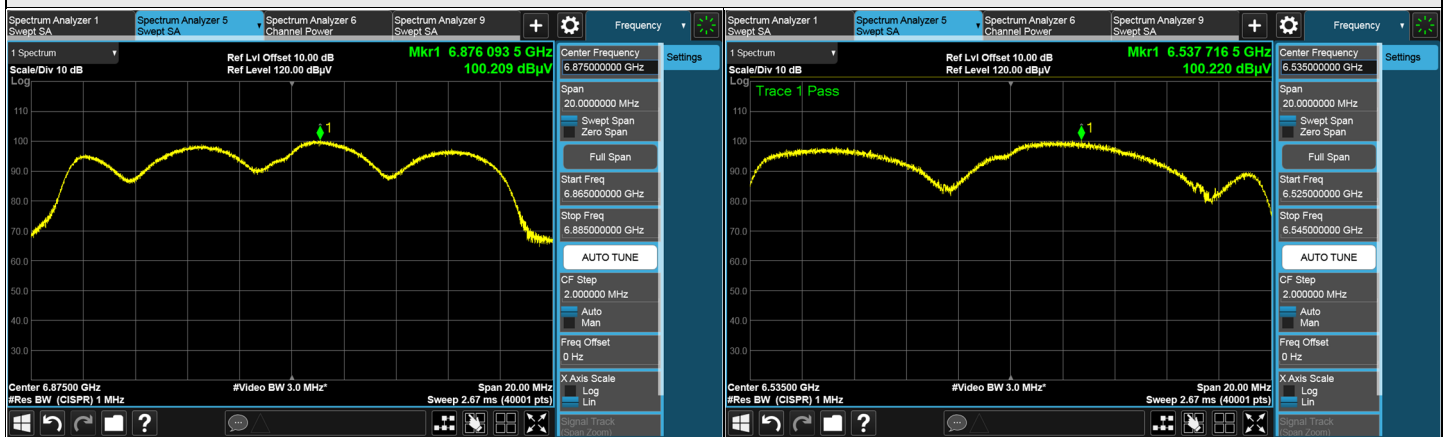 Spectrum Analyzer 1
Swept SA
Spectrum Analyzer 5
Swept SA
Spectrum Analyzer 6
Channel Power
Spectrum Analyzer 9
Swept SA
+
Frequency
1 Spectrum
Scale/Div 10 dB
Log
Ref Lvl Offset 10.00 dB
Ref Level 120.00 dBµV
Mkr1 6.876 093 5 GHz
100.209 dBµV
110
100
90.0
80.0
70.0
60.0
50.0
40.0
30.0
1
Center 6.87500 GHz
#Res BW (CISPR) 1 MHz
#Video BW 3.0 MHz*
Span 20.00 MHz
Sweep 2.67 ms (40001 pts)
Center Frequency
6.875000000 GHz
Settings
Span
20.0000000 MHz
Swept Span
Zero Span
Full Span
Start Freq
6.865000000 GHz
Stop Freq
6.885000000 GHz
AUTO TUNE
CF Step
2.000000 MHz
Auto
Man
Freq Offset
0 Hz
X Axis Scale
Log
Lin
Signal Track
(Span Zoom)
?
Spectrum Analyzer 1
Swept SA
Spectrum Analyzer 5
Swept SA
Spectrum Analyzer 6
Channel Power
Spectrum Analyzer 9
Swept SA
+
Frequency
1 Spectrum
Scale/Div 10 dB
Log
Ref Lvl Offset 10.00 dB
Ref Level 120.00 dBµV
Mkr1 6.537 716 5 GHz
100.220 dBµV
Trace 1 Pass
110
100
90.0
80.0
70.0
60.0
50.0
40.0
30.0
1
Center 6.53500 GHz
#Res BW (CISPR) 1 MHz
#Video BW 3.0 MHz*
Span 20.00 MHz
Sweep 2.67 ms (40001 pts)
Center Frequency
6.535000000 GHz
Settings
Span
20.0000000 MHz
Swept Span
Zero Span
Full Span
Start Freq
6.525000000 GHz
Stop Freq
6.545000000 GHz
AUTO TUNE
CF Step
2.000000 MHz
Auto
Man
Freq Offset
0 Hz
X Axis Scale
Log
Lin
Signal Track
(Span Zoom)
?